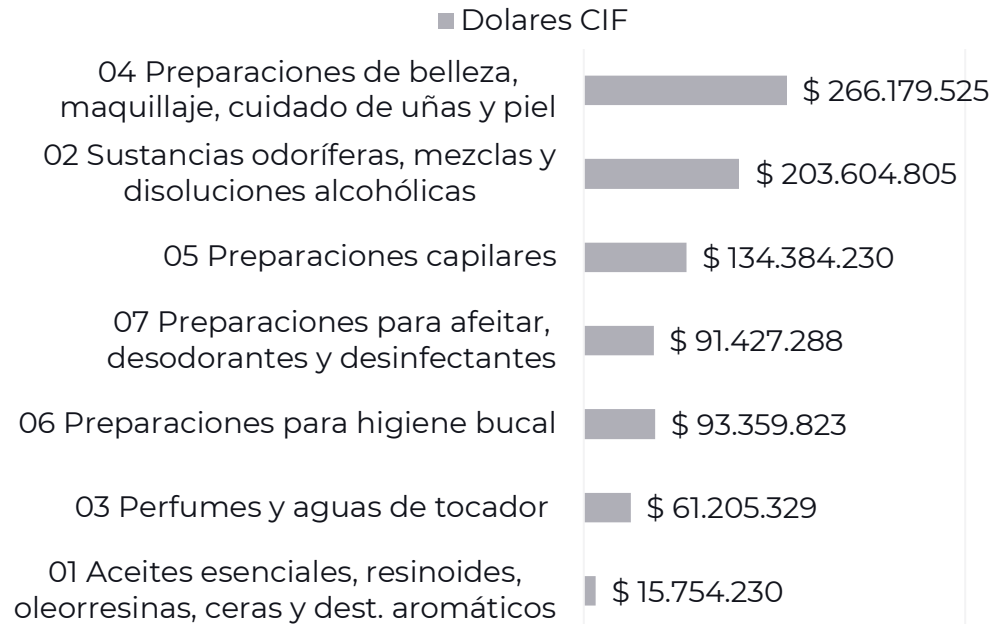 Dolares CIF
04 Preparaciones de belleza,
maquillaje, cuidado de uñas y piel
$ 266.179.525
02 Sustancias odoríferas, mezclas y
disoluciones alcohólicas
$ 203.604.805
05 Preparaciones capilares
$ 134.384.230
07 Preparaciones para afeitar,
desodorantes y desinfectantes
$ 91.427.288
06 Preparaciones para higiene bucal
$ 93.359.823
03 Perfumes y aguas de tocador
$ 61.205.329
01 Aceites esenciales, resinoides,
oleorresinas, ceras y dest. aromáticos
$ 15.754.230